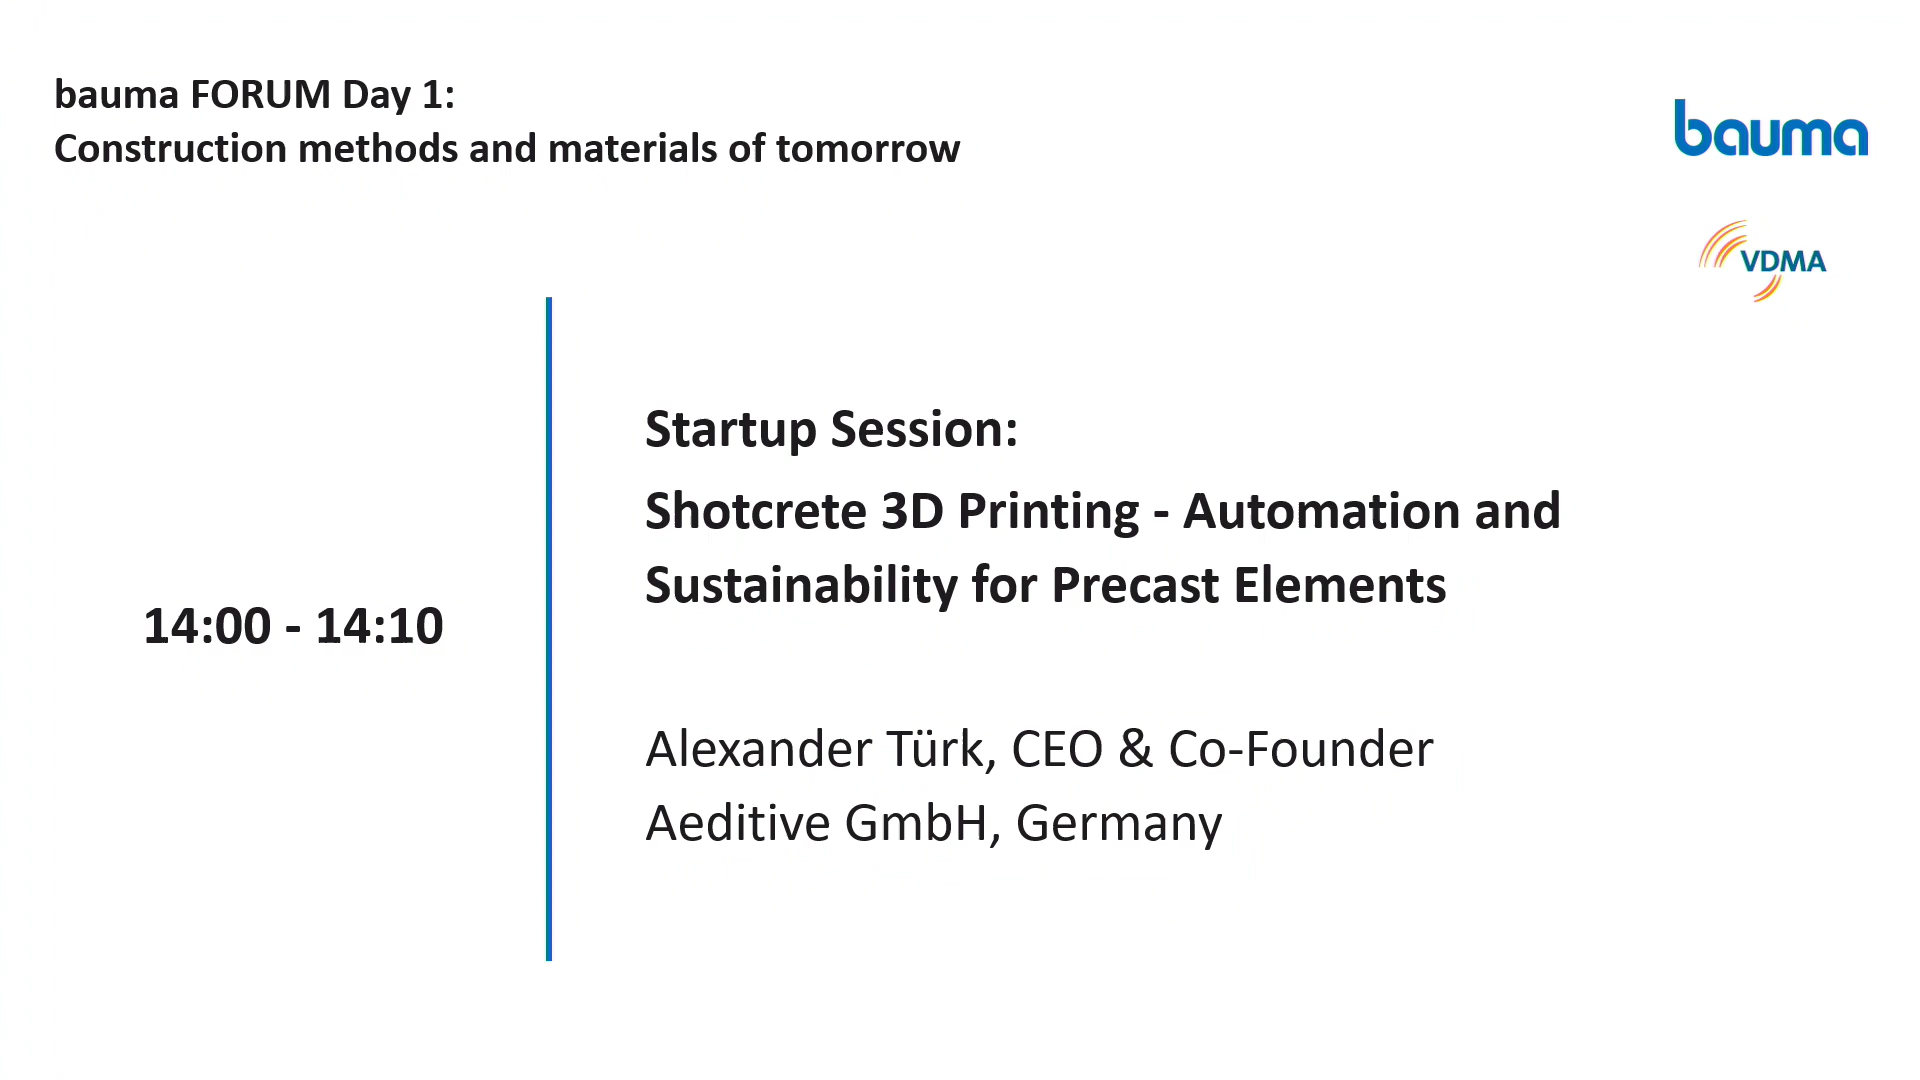 bauma FORUM Day 1:
Construction methods and materials of tomorrow
bauma
VDMA
14:00 - 14:10
Startup Session:
Shotcrete 3D Printing - Automation and
Sustainability for Precast Elements
Alexander Türk, CEO & Co-Founder
Aeditive GmbH, Germany